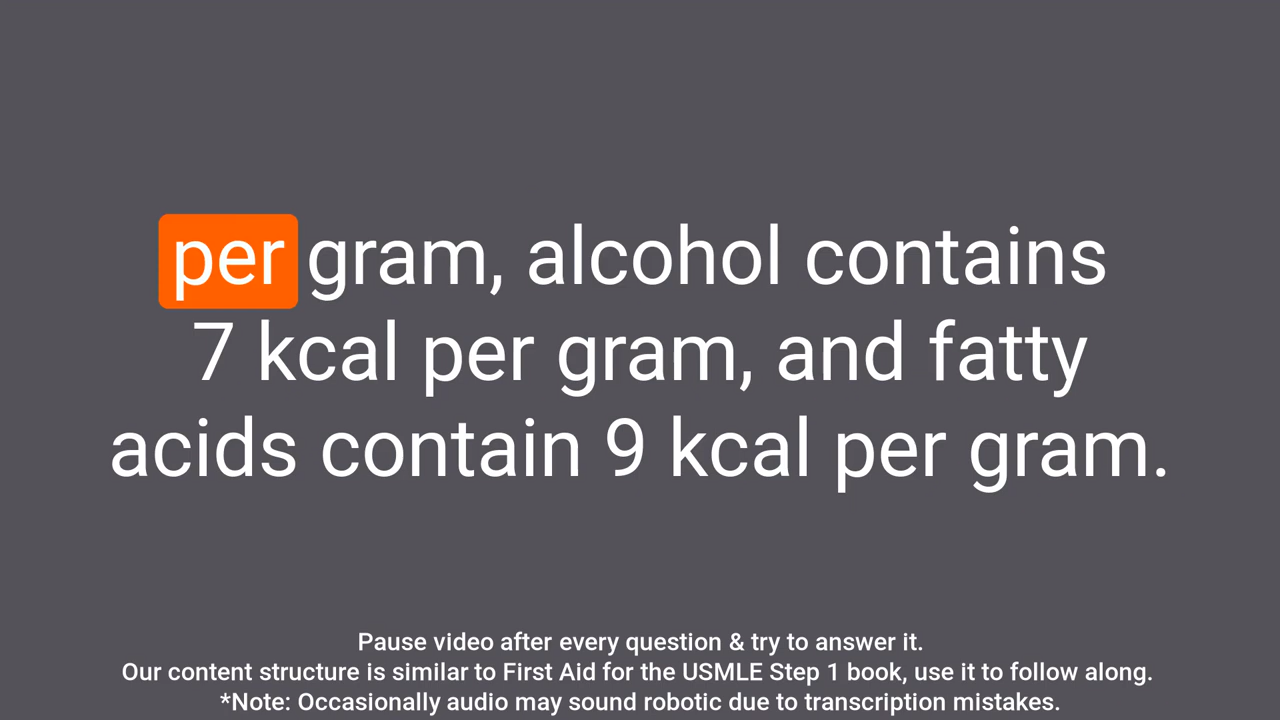 per gram, alcohol contains
7 kcal per gram, and fatty
acids contain 9 kcal per gram.
Pause video after every question & try to answer it.
Our content structure is similar to First Aid for the USMLE Step 1 book, use it to follow along.
*Note: Occasionally audio may sound robotic due to transcription mistakes.